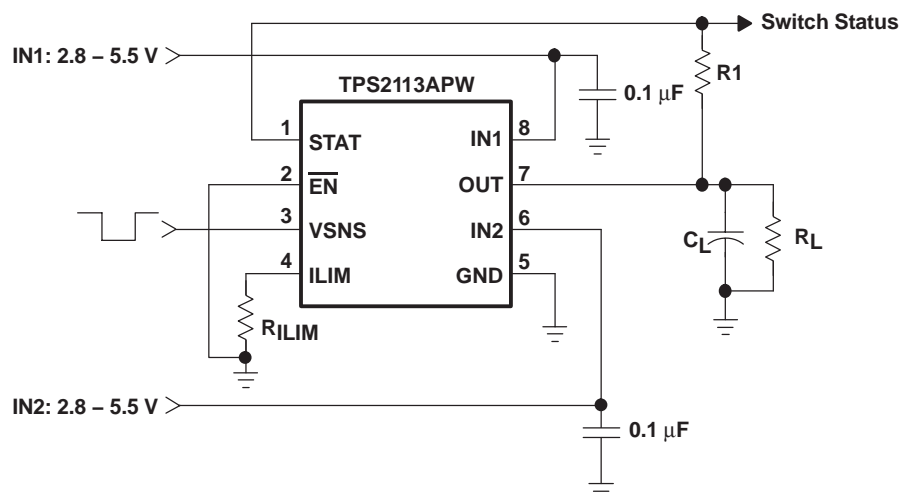 Switch Status
IN1: 2.8 – 5.5 V
R1
TPS2113APW
0.1 μF
1
STAT
IN1
8
2
EN
OUT
7
3
VSNS
IN2
6
4
ILIM
GND
5
CL
RL
RILIM
IN2: 2.8 – 5.5 V
0.1 μF